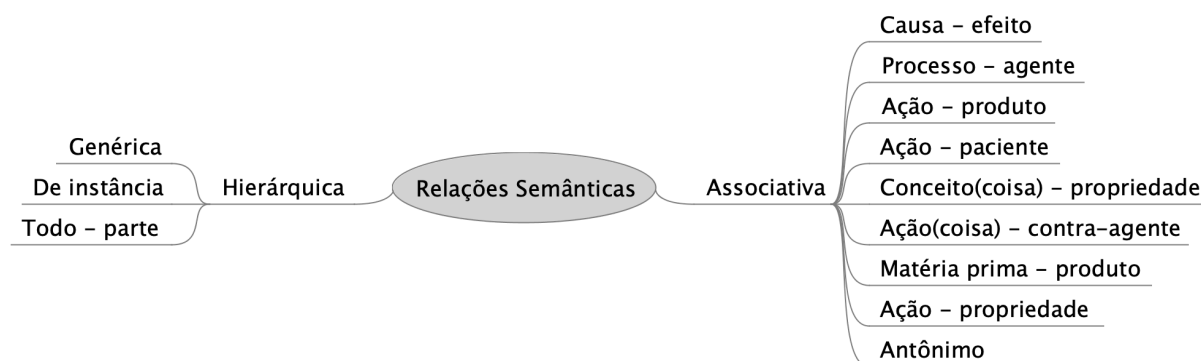 Relações Semânticas
Hierárquica
Genérica
De instância
Todo – parte
Associativa
Causa – efeito
Processo – agente
Ação – produto
Ação – paciente
Conceito(coisa) – propriedade
Ação(coisa) – contra–agente
Matéria prima – produto
Ação – propriedade
Antônimo